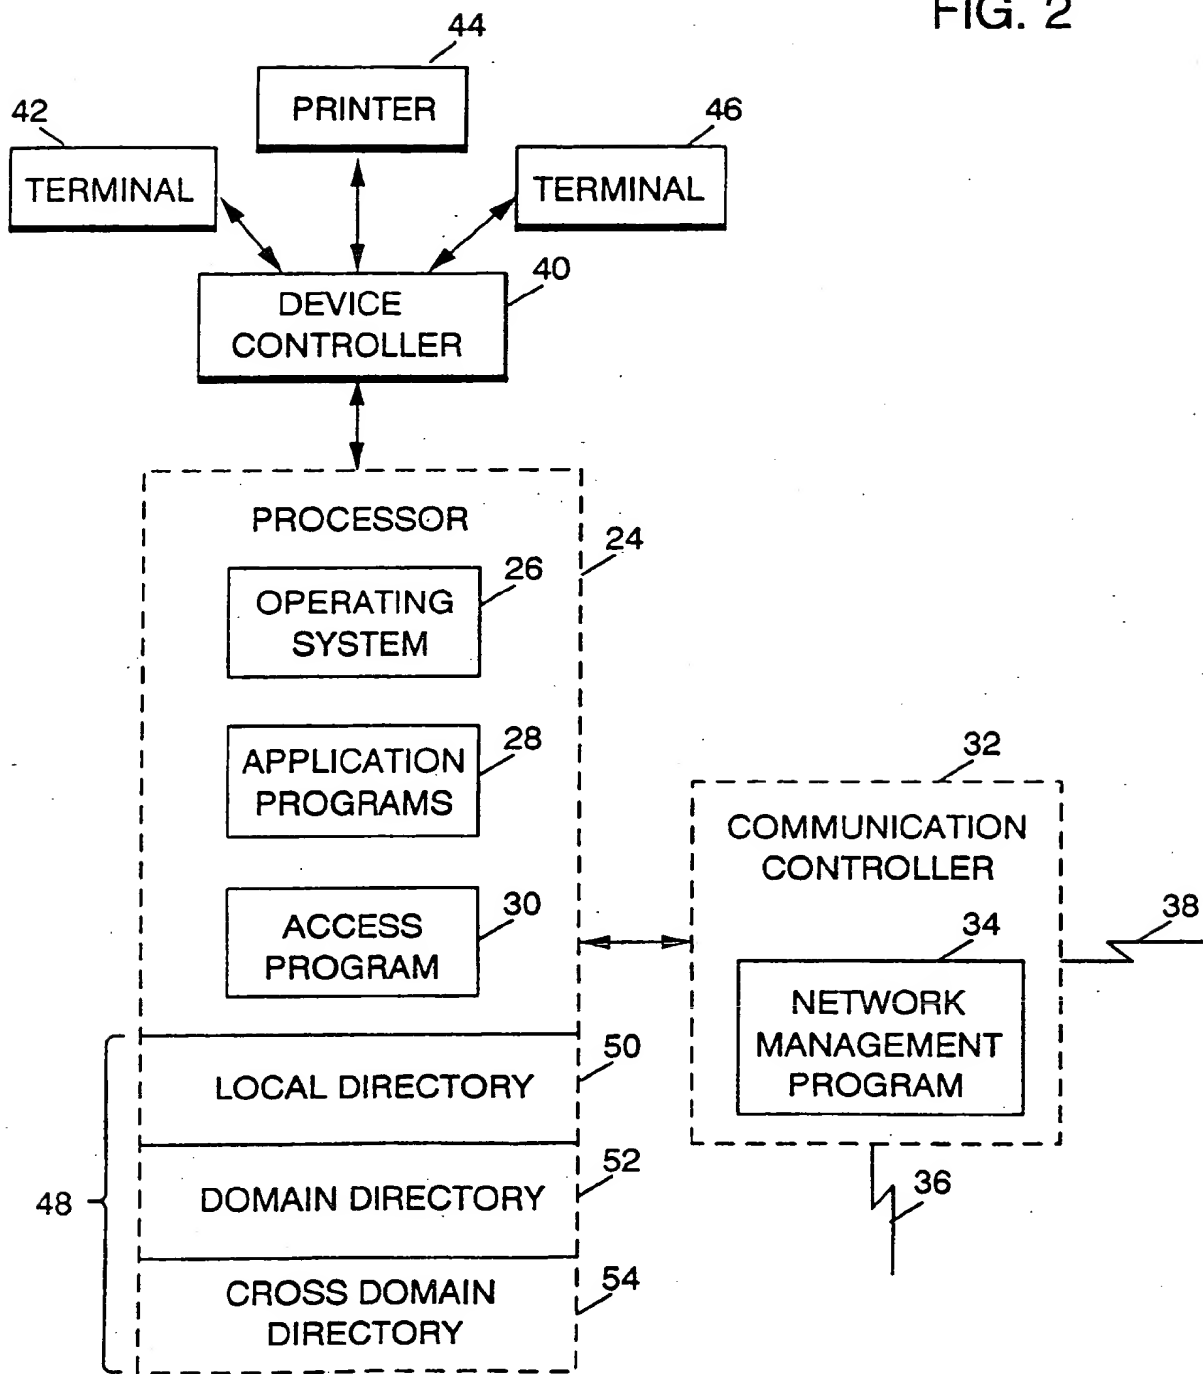 FIG. 2
44
PRINTER
42
TERMINAL
46
TERMINAL
40
DEVICE
CONTROLLER
PROCESSOR
24
26
OPERATING
SYSTEM
28
APPLICATION
PROGRAMS
30
ACCESS
PROGRAM
32
COMMUNICATION
CONTROLLER
38
34
NETWORK
MANAGEMENT
PROGRAM
36
48
50
LOCAL DIRECTORY
52
DOMAIN DIRECTORY
54
CROSS DOMAIN
DIRECTORY